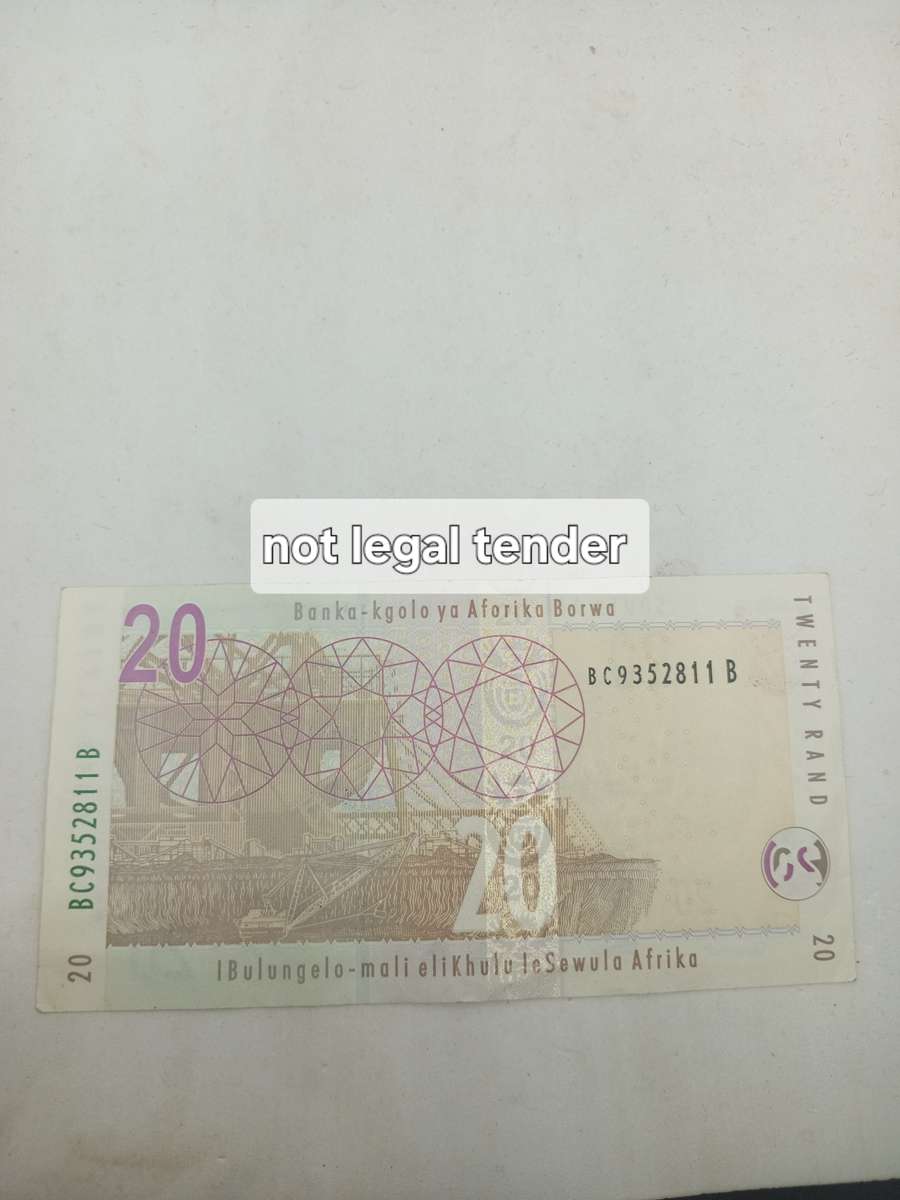 not legal tender
Banka-kgolo ya Aforika Borwa
20
BC9352811 B
TWENTY RAND
BC9352811 B
20
20
20
20
IBulungelo-mali eliKhulu leSewula Afrika